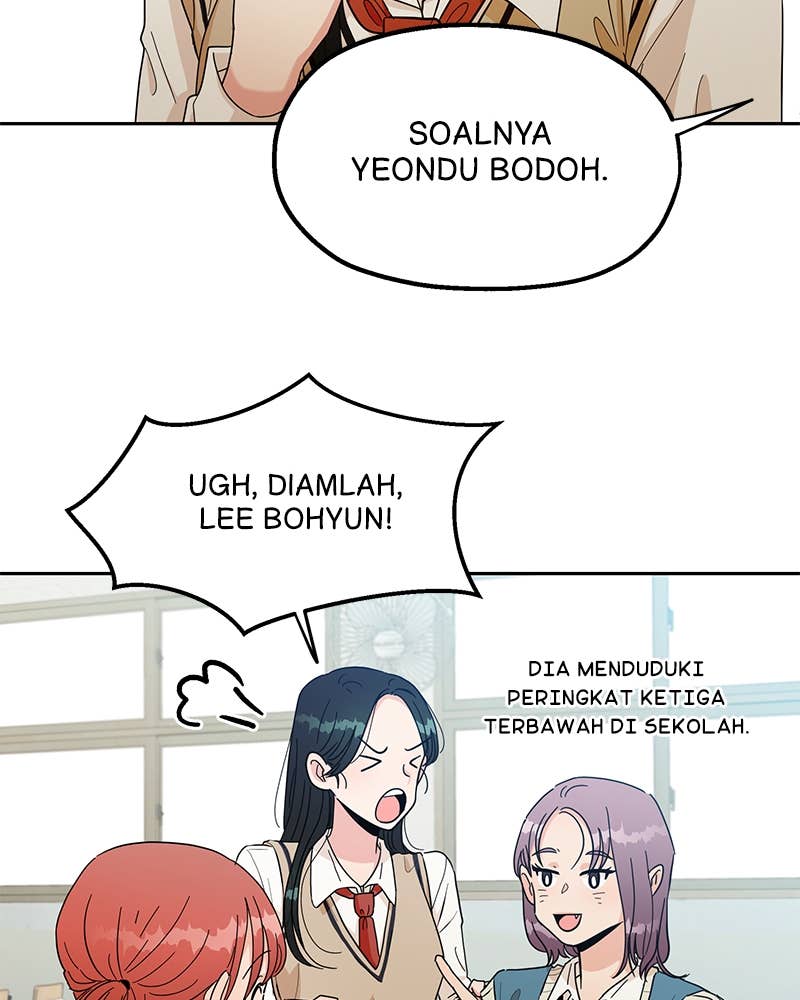 SOALNYA
YEONDU BODOH.
UGH, DIAMLAH,
LEE BOHYUN!
DIA MENDUDUKI
PERINGKAT KETIGA
TERBAWAH DI SEKOLAH.